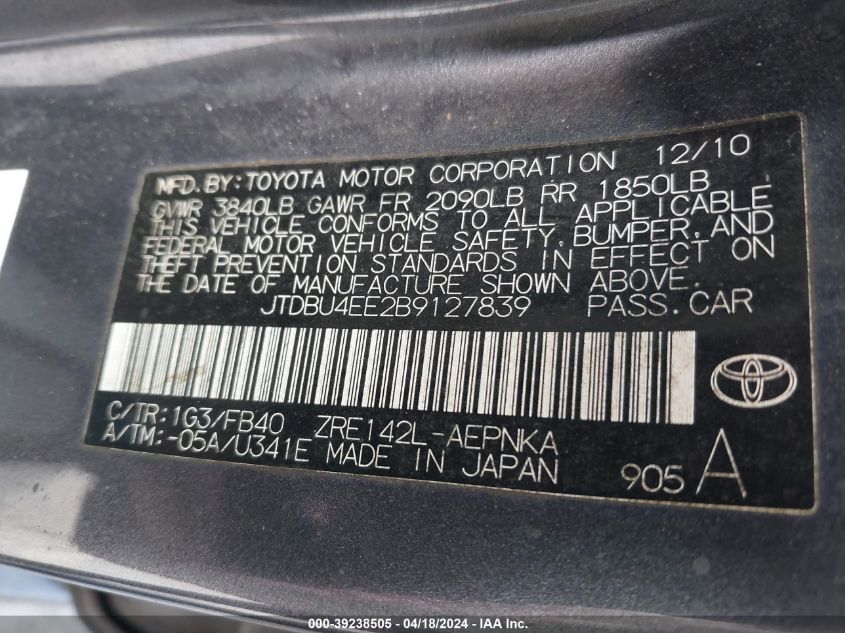 MFD. BY: TOYOTA MOTOR CORPORATION 12/10
GVWR 3840LB GAWR FR 2090LB RR 1850LB
THIS VEHICLE CONFORMS TO ALL APPLICABLE
FEDERAL MOTOR VEHICLE SAFETY, BUMPER, AND
THEFT PREVENTION STANDARDS IN EFFECT ON
THE DATE OF MANUFACTURE SHOWN ABOVE.
JTDBU4EE2B9127839 PASS. CAR
C/TR: 1G3/FB40 ZRE142L-AEPNKA
A/TM: -05A/U341E MADE IN JAPAN 905 A
000-39238505 - 04/18/2024 - IAA Inc.